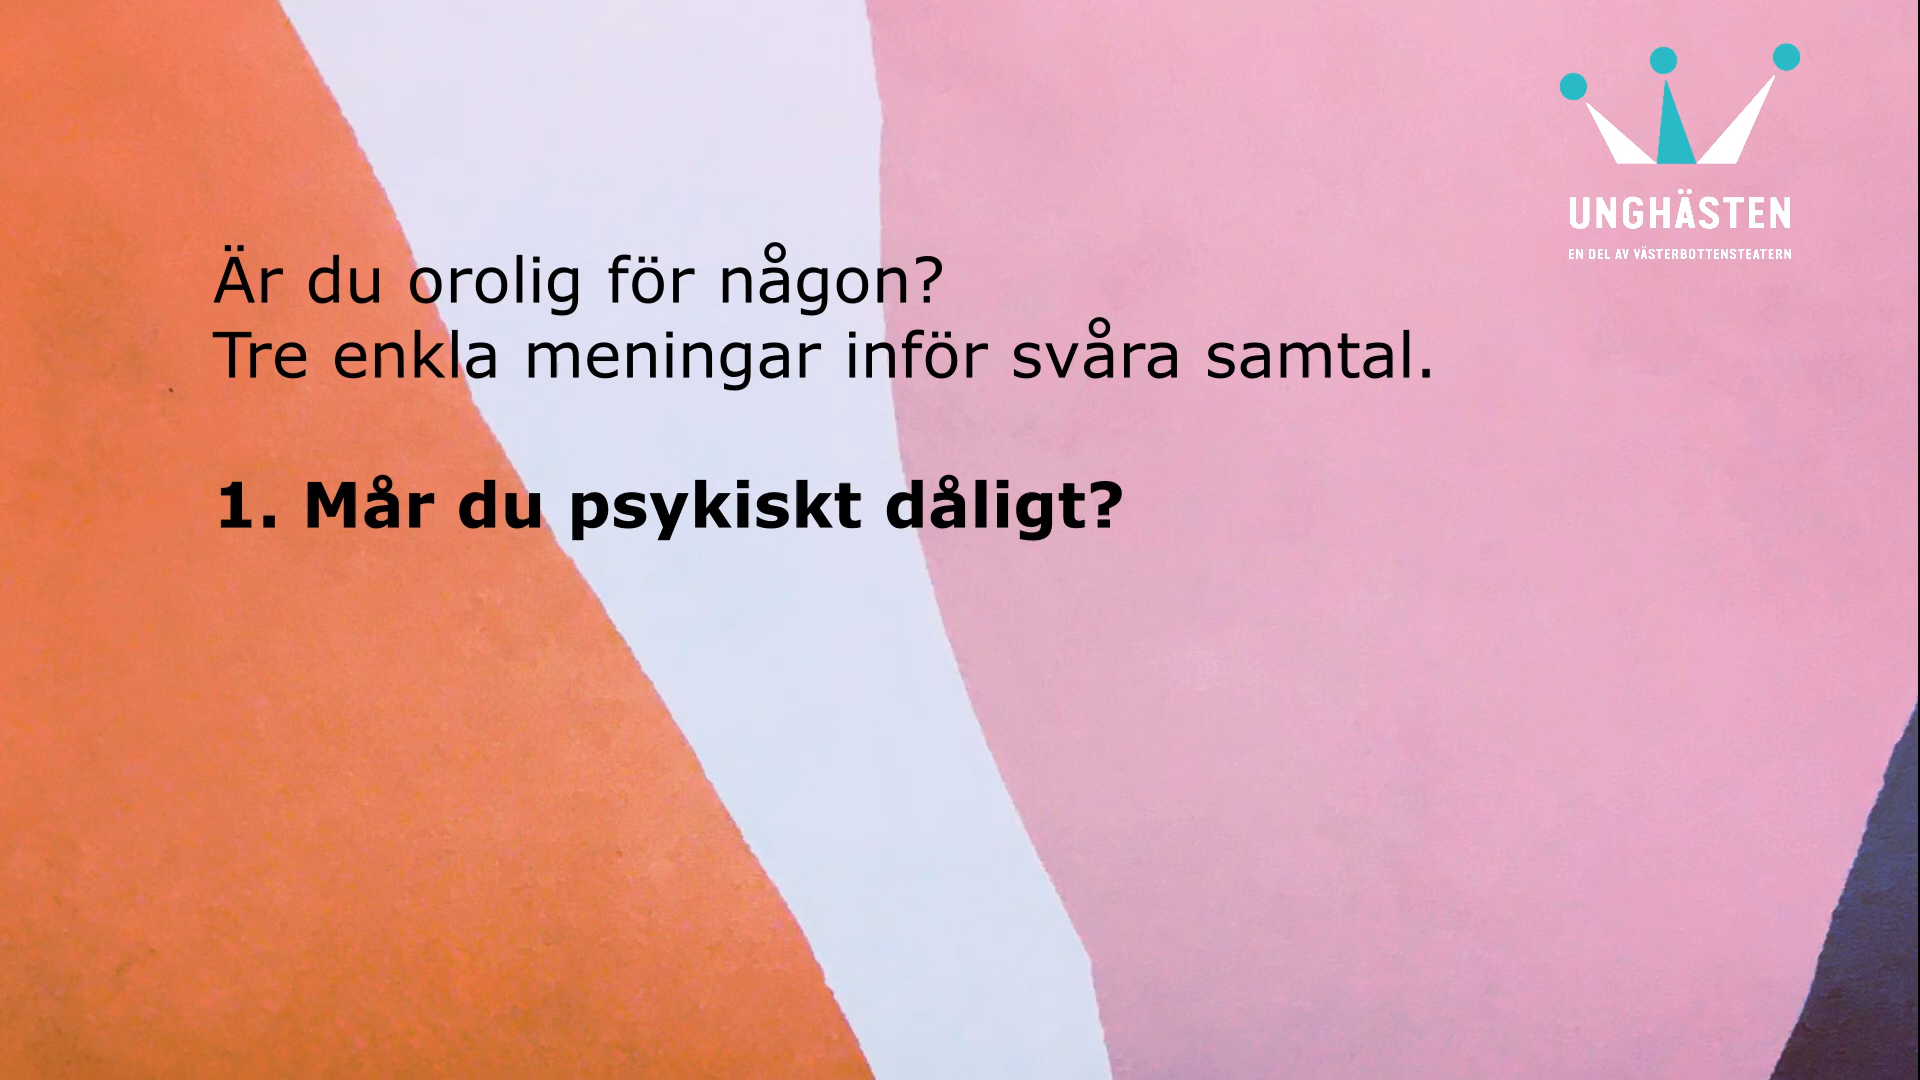 UNGHÄSTEN
EN DEL AV VÄSTERBOTTENSTEATERN
Är du orolig för någon?
Tre enkla meningar inför svåra samtal.
1. Mår du psykiskt dåligt?